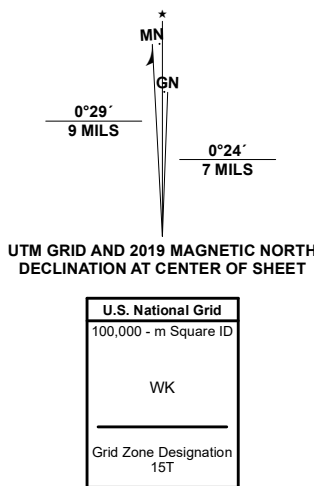 ★
MN
GN
0°29´
9 MILS
0°24´
7 MILS
UTM GRID AND 2019 MAGNETIC NORTH
DECLINATION AT CENTER OF SHEET
U.S. National Grid
100,000 - m Square ID
WK
Grid Zone Designation
15T